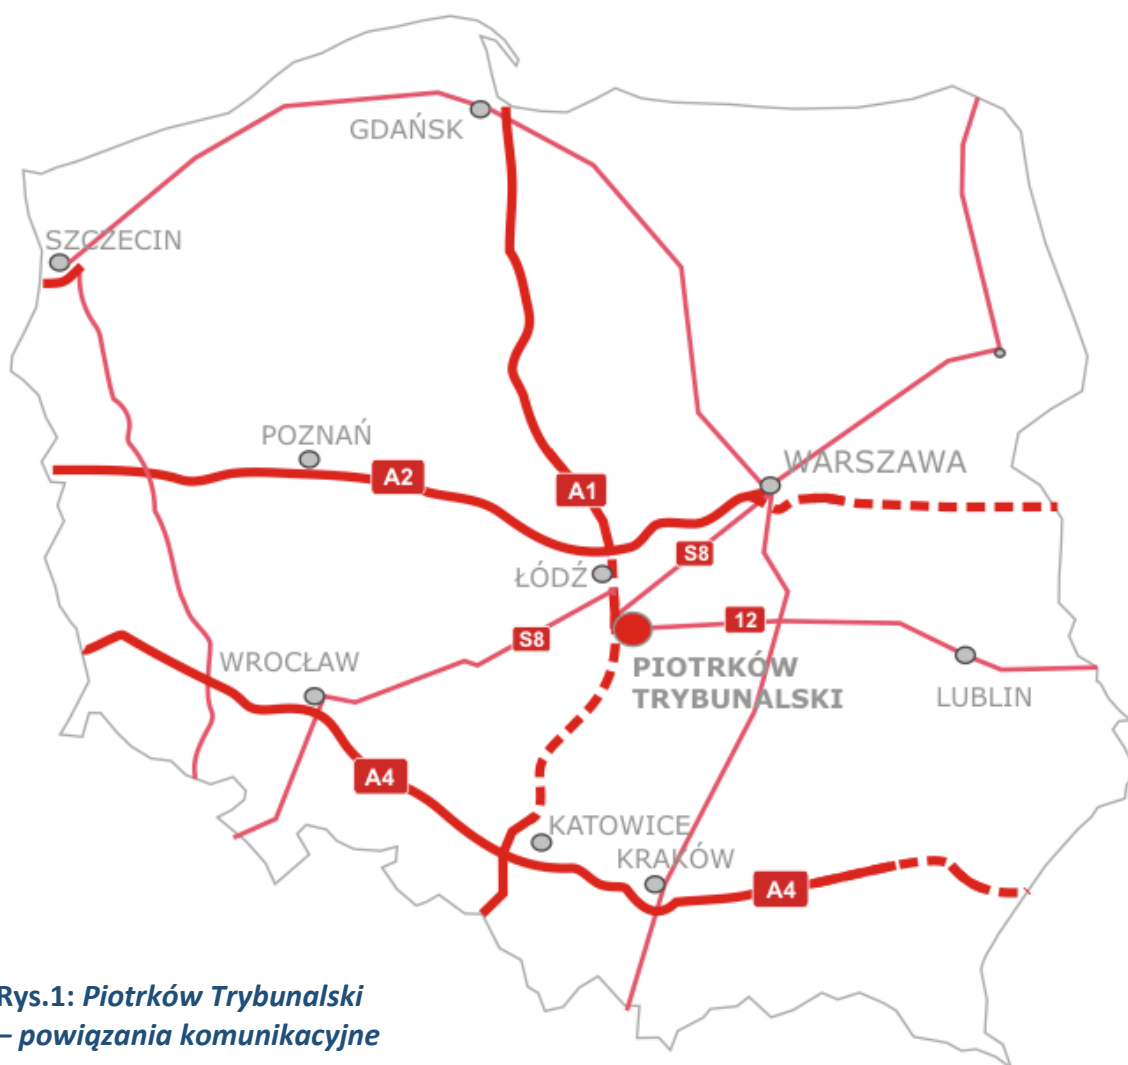 GDAŃSK
SZCZECIN
POZNAŃ
A2
A1
WARSZAWA
S8
ŁÓDŹ
12
S8
WROCŁAW
PIOTRKÓW
TRYBUNALSKI
LUBLIN
A4
KATOWICE
KRAKÓW
A4
Rys.1: Piotrków Trybunalski
– powiązania komunikacyjne